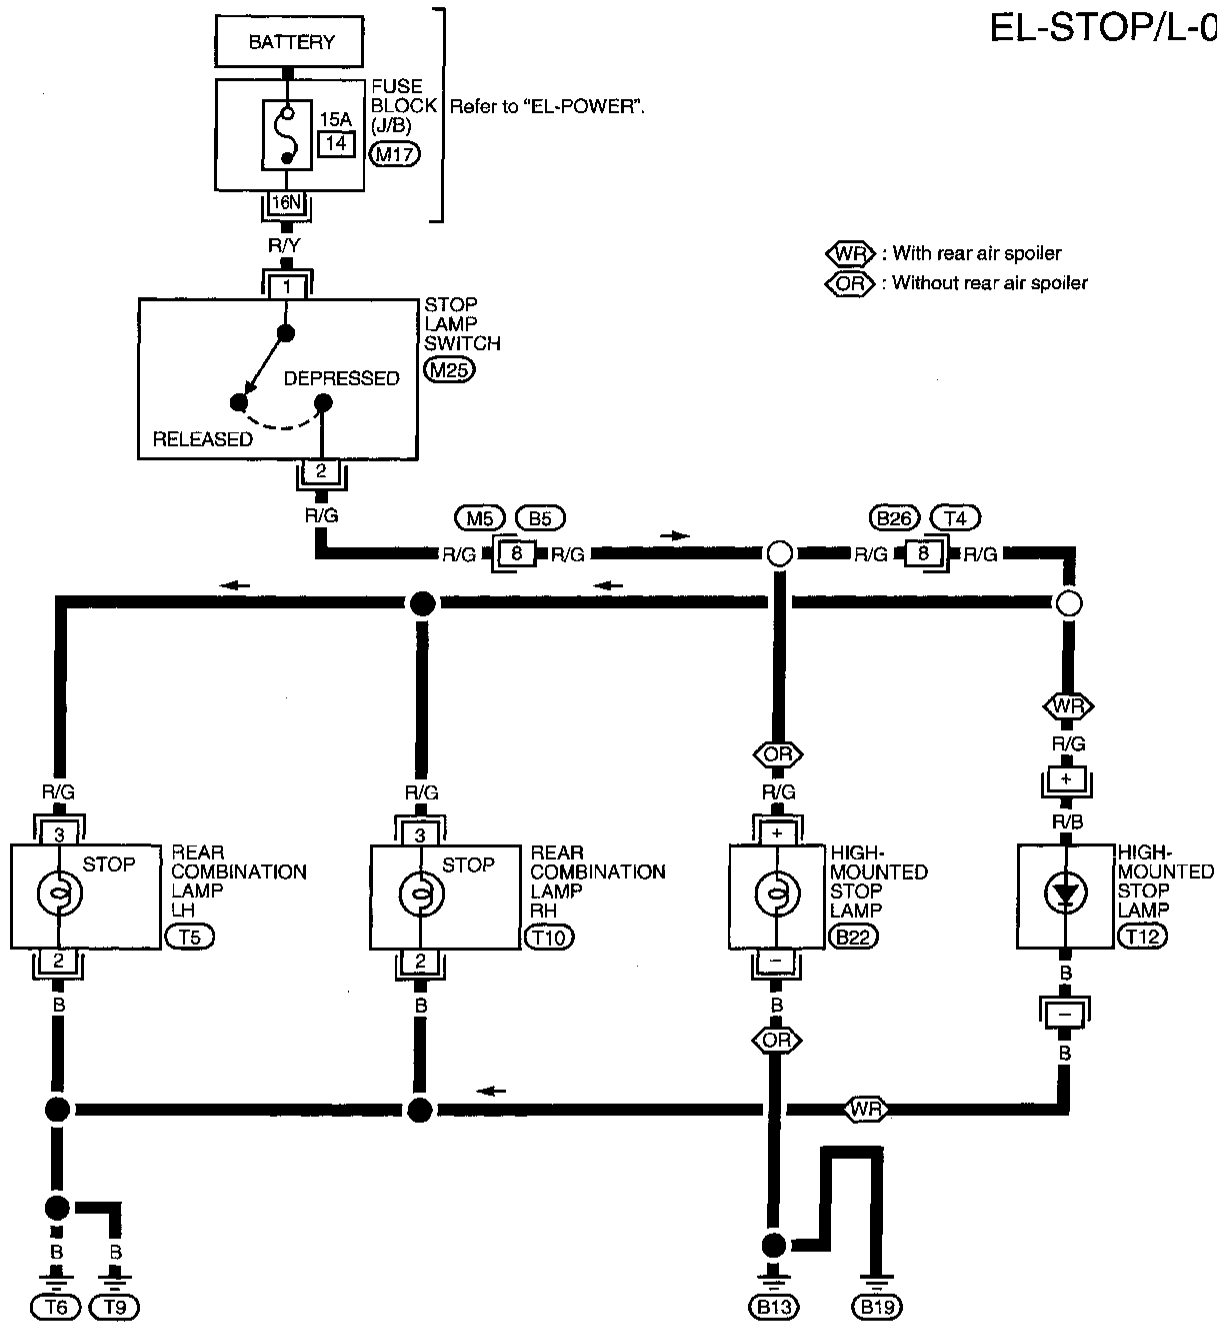 EL-STOP/L-0
BATTERY
FUSE
BLOCK
(J/B)
M17
15A
14
Refer to "EL-POWER".
16N
R/Y
1
WR : With rear air spoiler
OR : Without rear air spoiler
STOP
LAMP
SWITCH
M25
DEPRESSED
RELEASED
2
R/G
M5 B5
B26 T4
R/G 8 R/G
R/G 8 R/G
WR
R/G
+
R/B
OR
R/G
+
R/G
3
R/G
3
STOP
REAR
COMBINATION
LAMP
LH
T5
STOP
REAR
COMBINATION
LAMP
RH
T10
HIGH-
MOUNTED
STOP
LAMP
B22
HIGH-
MOUNTED
STOP
LAMP
T12
2
B
2
B
–
B
OR
B
–
B
WR
B B
T6 T9
B13 B19